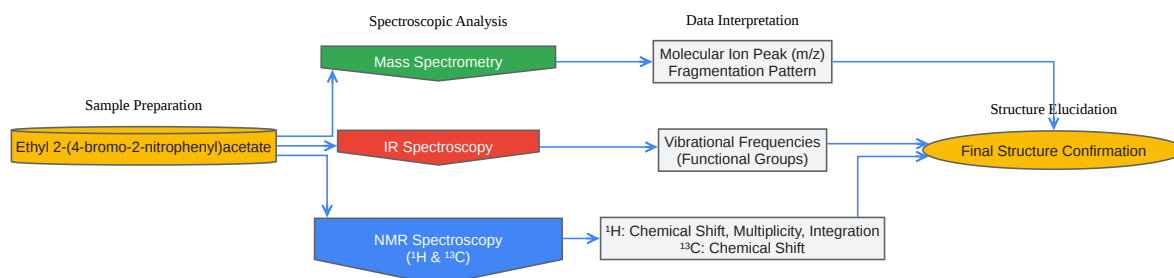 Spectroscopic Analysis
Data Interpretation
Mass Spectrometry
Molecular Ion Peak (m/z)
Fragmentation Pattern
Sample Preparation
Structure Elucidation
Ethyl 2-(4-bromo-2-nitrophenyl)acetate
IR Spectroscopy
Vibrational Frequencies
(Functional Groups)
Final Structure Confirmation
NMR Spectroscopy
(¹H & ¹³C)
¹H: Chemical Shift, Multiplicity, Integration
¹³C: Chemical Shift